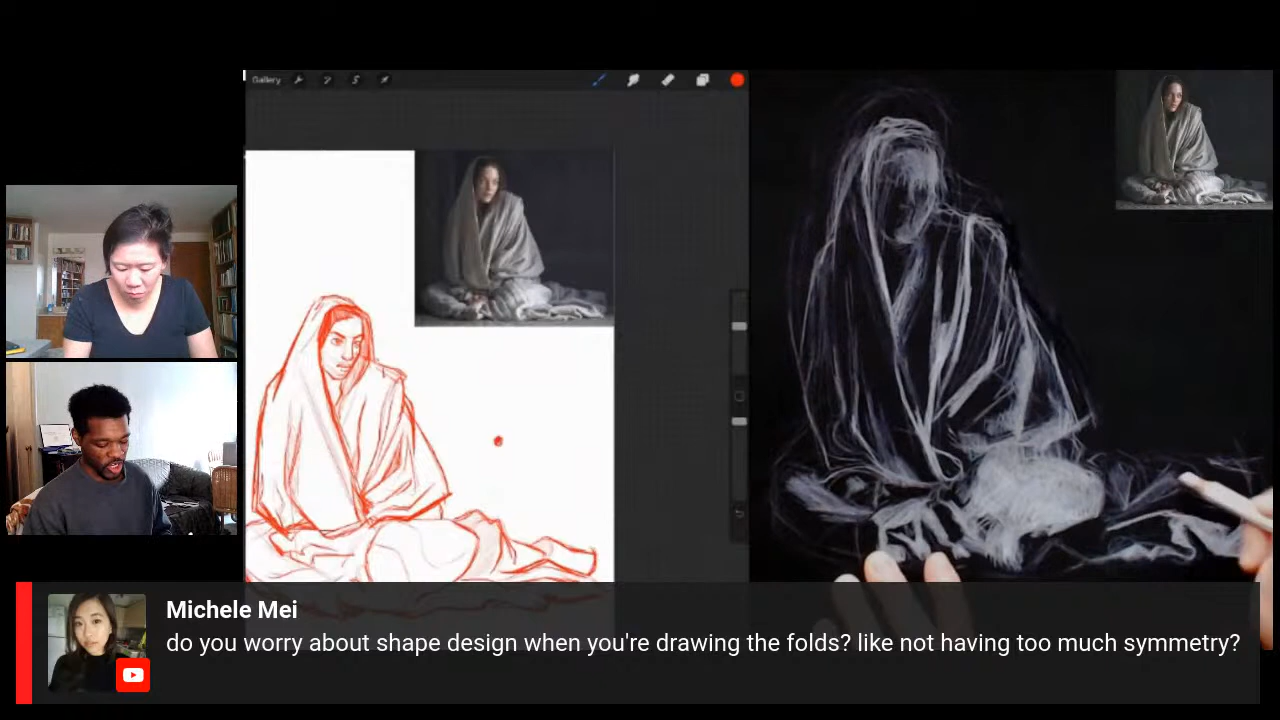 Gallery
Michele Mei
do you worry about shape design when you're drawing the folds? like not having too much symmetry?